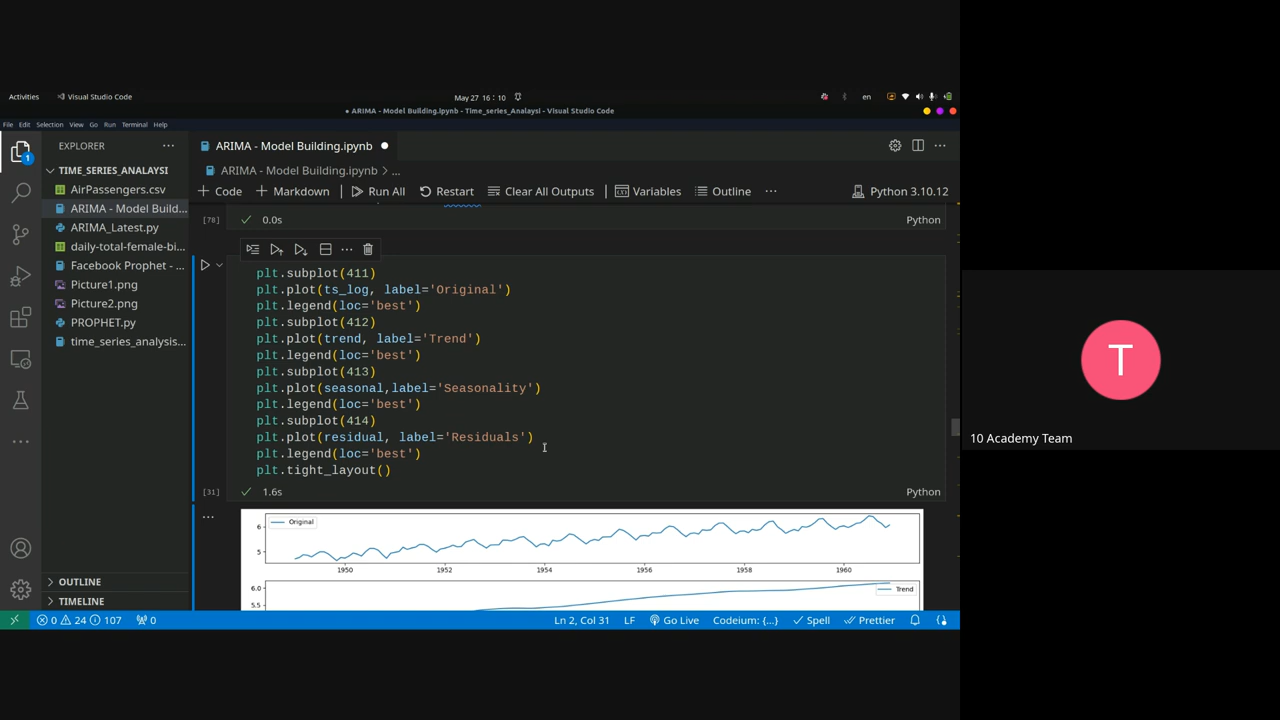 Activities
Visual Studio Code
May 27 16:10
en
ARIMA - Model Building.ipynb - Time_series_Analaysi - Visual Studio Code
File Edit Selection View Go Run Terminal Help
EXPLORER
TIME_SERIES_ANALAYSI
AirPassengers.csv
ARIMA - Model Build...
ARIMA_Latest.py
daily-total-female-bi...
Facebook Prophet - ...
Picture1.png
Picture2.png
PROPHET.py
time_series_analysis...
OUTLINE
TIMELINE
1
ARIMA - Model Building.ipynb
ARIMA - Model Building.ipynb > ...
+ Code + Markdown Run All Restart Clear All Outputs Variables Outline ... Python 3.10.12
[78] 0.0s Python
plt.subplot(411)
plt.plot(ts_log, label='Original')
plt.legend(loc='best')
plt.subplot(412)
plt.plot(trend, label='Trend')
plt.legend(loc='best')
plt.subplot(413)
plt.plot(seasonal,label='Seasonality')
plt.legend(loc='best')
plt.subplot(414)
plt.plot(residual, label='Residuals')
plt.legend(loc='best')
plt.tight_layout()
[31] 1.6s Python
Original
6
5
1950 1952 1954 1956 1958 1960
6.0
Trend
5.5
0 24 107 0 Ln 2, Col 31 LF Go Live Codeium: {...} Spell Prettier
T
10 Academy Team